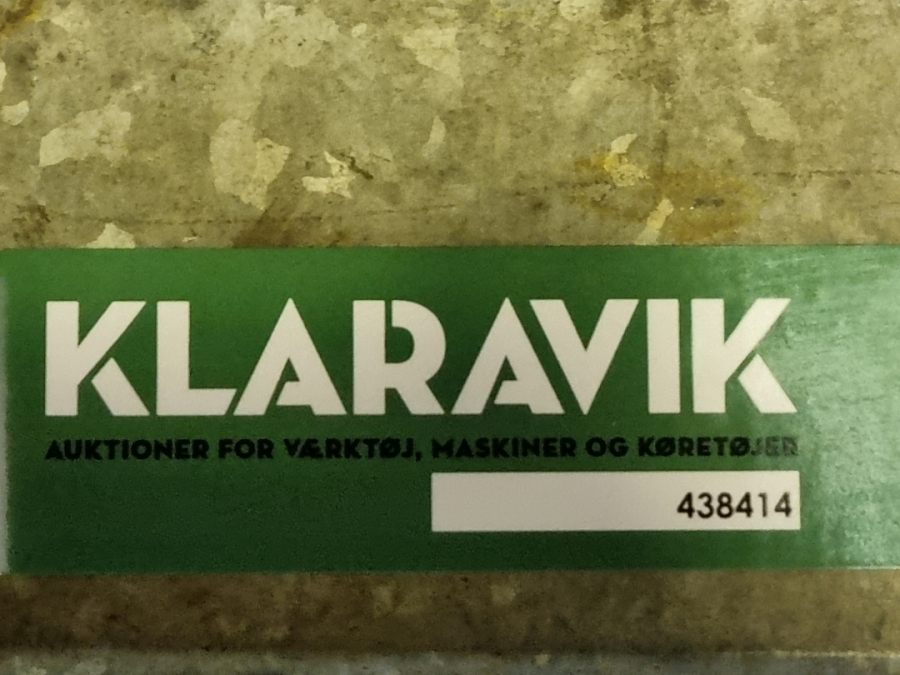 KLARAVIK
AUKTIONER FOR VÆRKTØJ, MASKINER OG KØRETØJER
438414